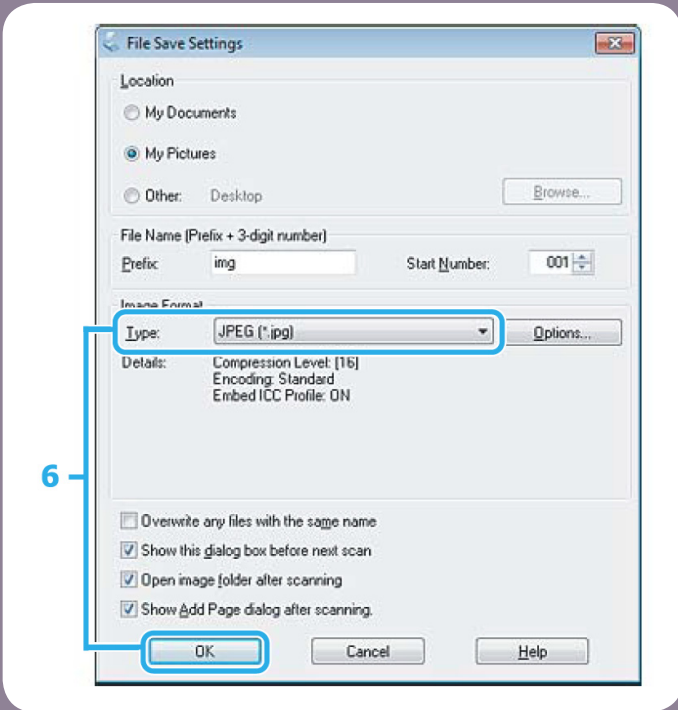 File Save Settings
Location
My Documents
My Pictures
Other: Desktop Browse...
File Name (Prefix + 3-digit number)
Prefix: img Start Number: 001
Image Format
Type: JPEG (*.jpg) Options...
Details: Compression Level: [16]
Encoding: Standard
Embed ICC Profile: ON
6
Overwrite any files with the same name
Show this dialog box before next scan
Open image folder after scanning
Show Add Page dialog after scanning.
OK Cancel Help